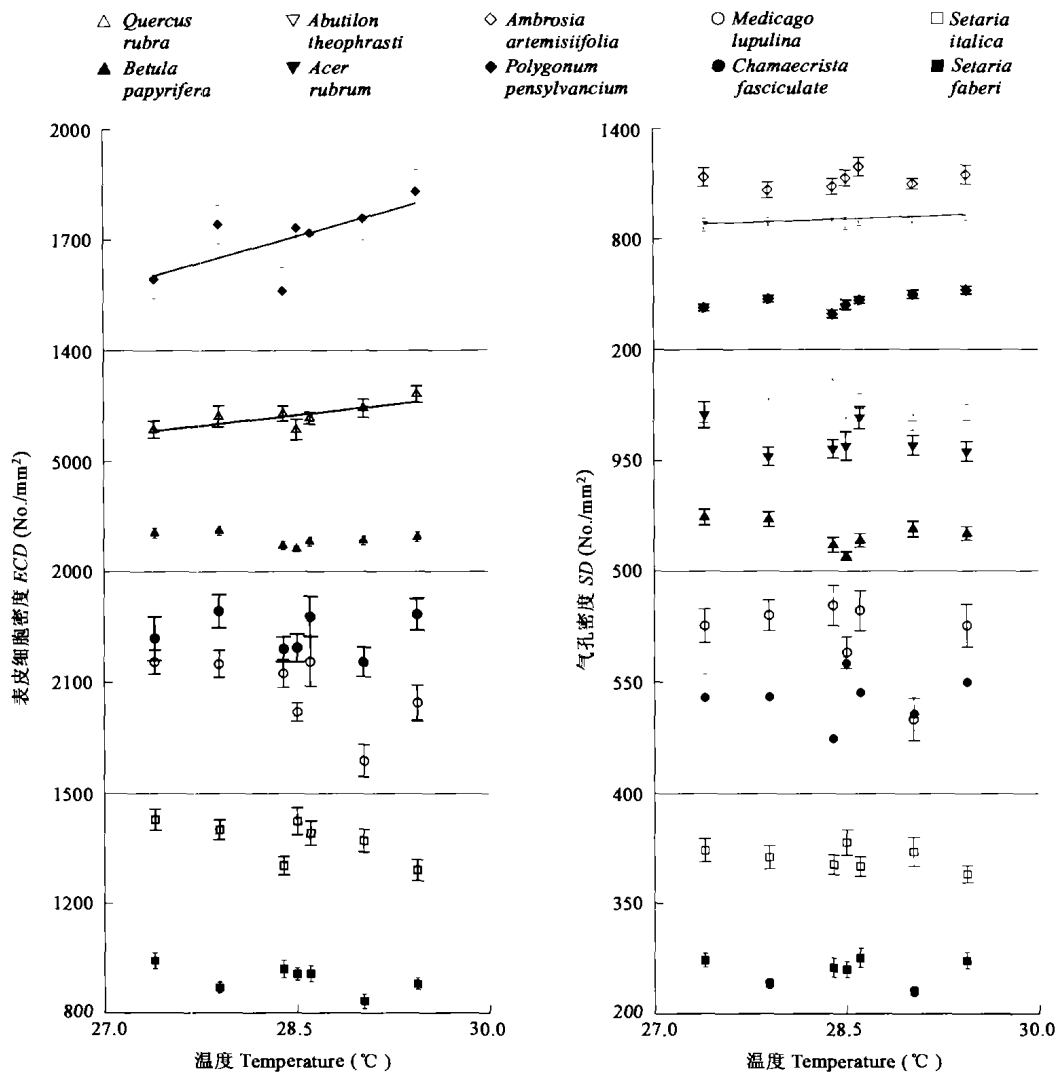 △ Quercus rubra
▽ Abutilon theophrasti
◇ Ambrosia artemisiifolia
○ Medicago lupulina
□ Setaria italica
▲ Betula papyrifera
▼ Acer rubrum
◆ Polygonum pensylvancium
● Chamaecrista fasciculate
■ Setaria faberi
表皮细胞密度 ECD (No./mm²)
2000
1700
1400
5000
2000
2100
1500
1200
800
27.0
28.5
30.0
温度 Temperature (℃)
气孔密度 SD (No./mm²)
1400
800
200
950
500
550
400
350
200
27.0
28.5
30.0
温度 Temperature (℃)